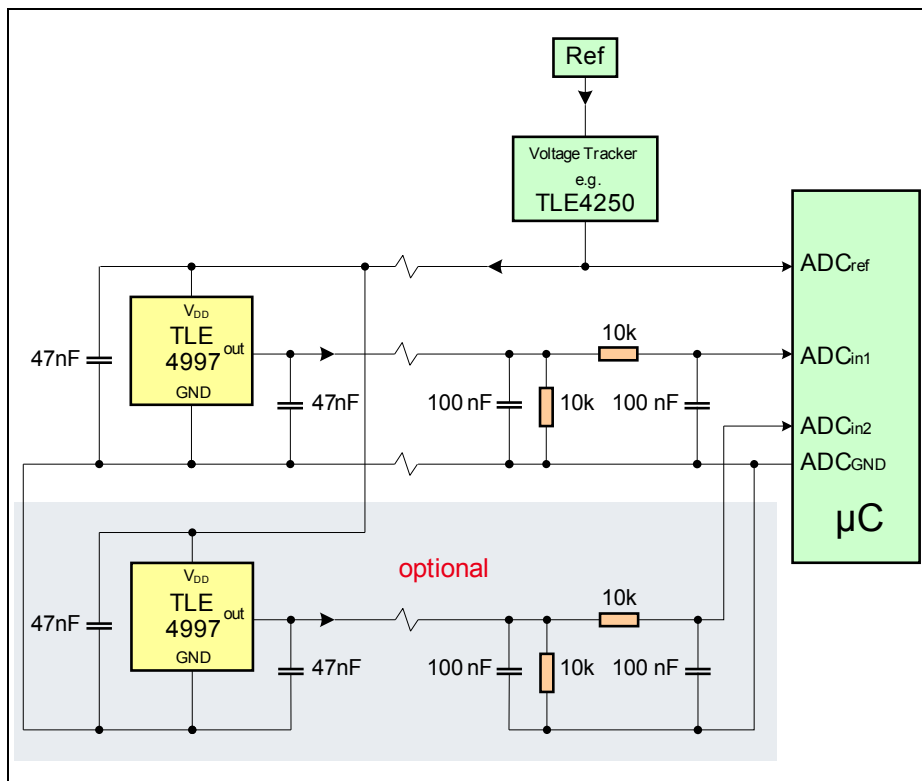 Ref
Voltage Tracker
e.g.
TLE4250
ADCref
VDD
TLE
4997
out
GND
47nF
47nF
100 nF
10k
10k
100 nF
ADCin1
ADCin2
ADCGND
µC
optional
VDD
TLE
4997
out
GND
47nF
47nF
100 nF
10k
10k
100 nF